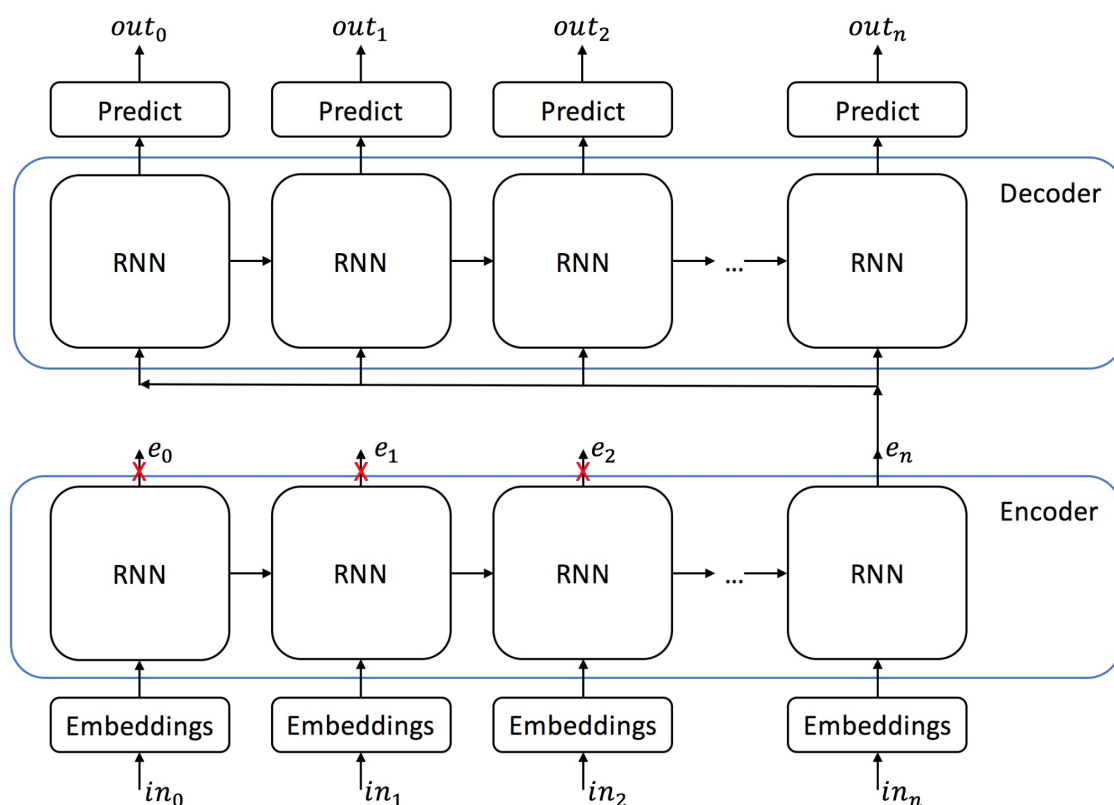 out₀ out₁ out₂ outₙ
Predict Predict Predict Predict
Decoder
RNN RNN RNN ... RNN
e₀ e₁ e₂ eₙ
X X X
Encoder
RNN RNN RNN ... RNN
Embeddings Embeddings Embeddings Embeddings
in₀ in₁ in₂ inₙ